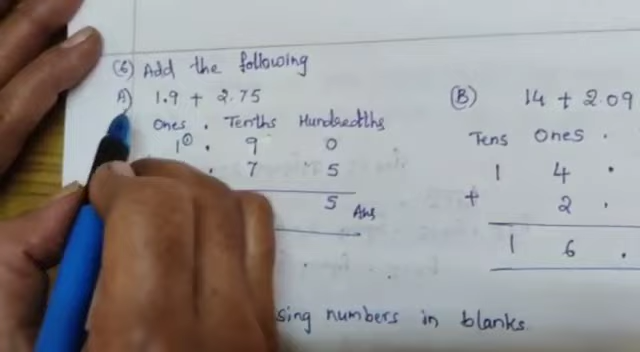 (6) Add the following
A) 1.9 + 2.75
Ones . Tenths Hundredths
1 . 9 0
. 7 5
5 Ans
(B) 14 + 2.09
Tens Ones .
1 4 .
+ 2 .
1 6 .
sing numbers in blanks.